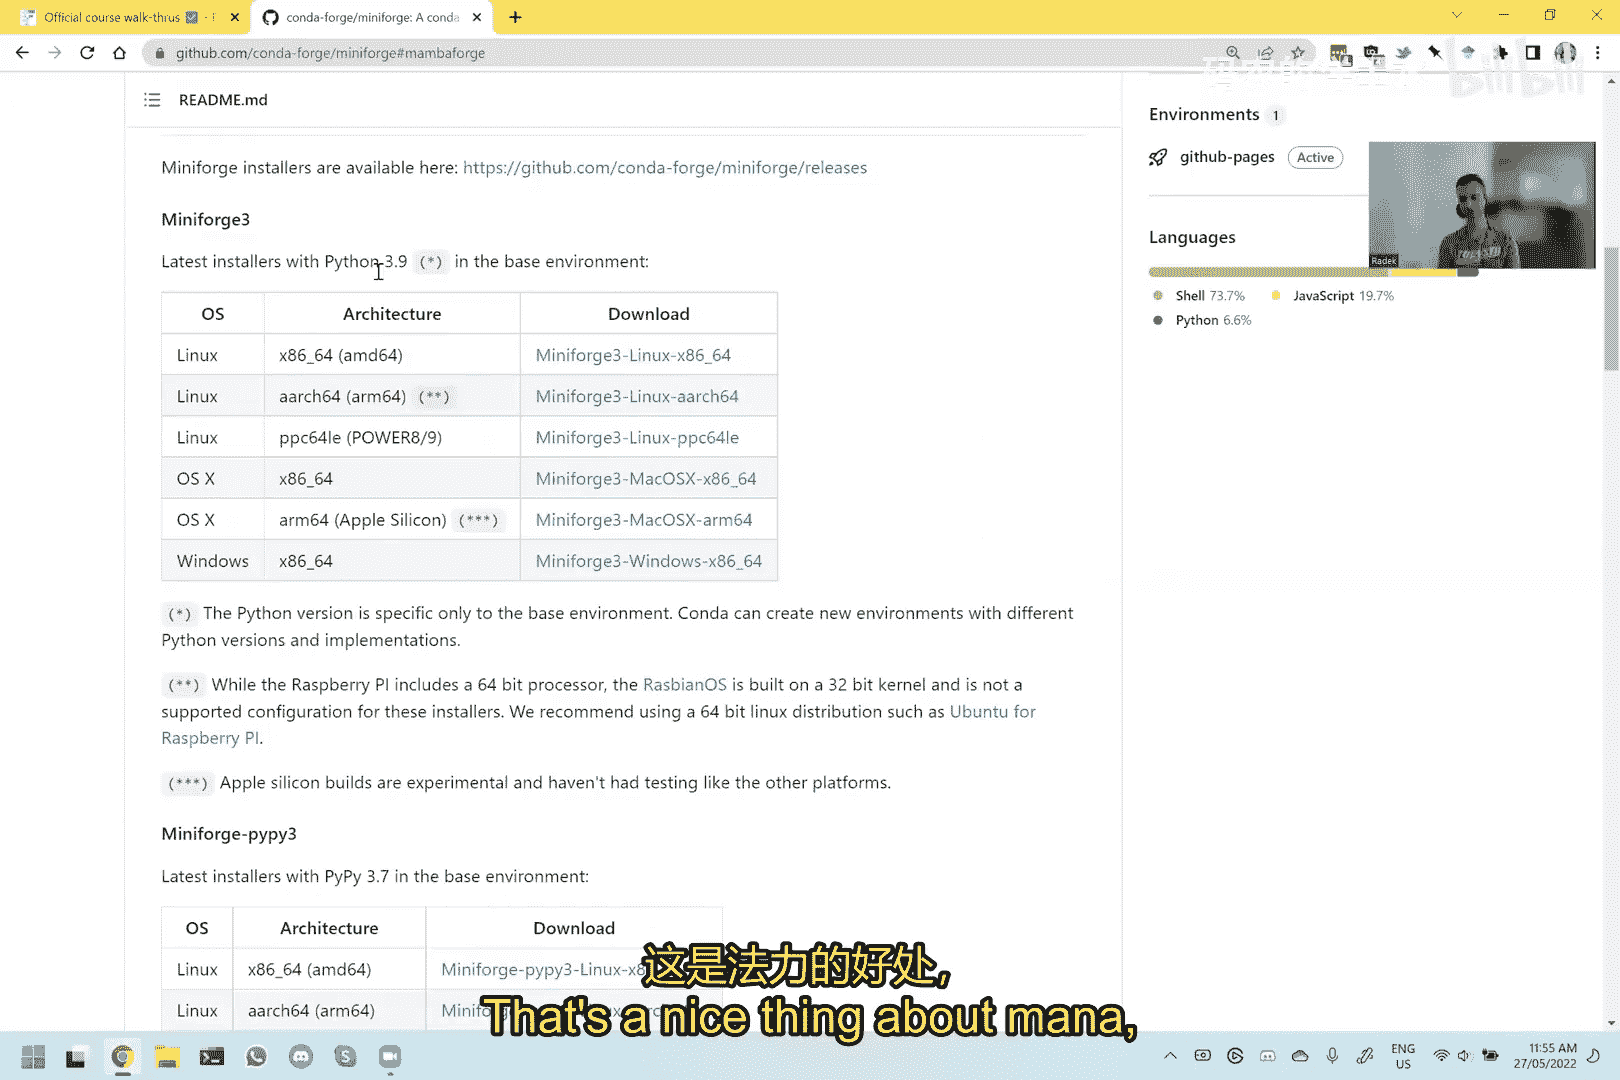 Official course walk-thrus ☑ ·
conda-forge/miniforge: A conda
github.com/conda-forge/miniforge#mambaforge
README.md
Miniforge installers are available here: https://github.com/conda-forge/miniforge/releases
Miniforge3
Latest installers with Python 3.9 (*) in the base environment:
OS Architecture Download
Linux x86_64 (amd64) Miniforge3-Linux-x86_64
Linux aarch64 (arm64) (**) Miniforge3-Linux-aarch64
Linux ppc64le (POWER8/9) Miniforge3-Linux-ppc64le
OS X x86_64 Miniforge3-MacOSX-x86_64
OS X arm64 (Apple Silicon) (***) Miniforge3-MacOSX-arm64
Windows x86_64 Miniforge3-Windows-x86_64
(*) The Python version is specific only to the base environment. Conda can create new environments with different
Python versions and implementations.
(**) While the Raspberry PI includes a 64 bit processor, the RasbianOS is built on a 32 bit kernel and is not a
supported configuration for these installers. We recommend using a 64 bit linux distribution such as Ubuntu for
Raspberry PI.
(***) Apple silicon builds are experimental and haven't had testing like the other platforms.
Miniforge-pypy3
Latest installers with PyPy 3.7 in the base environment:
OS Architecture Download
Linux x86_64 (amd64) Miniforge-pypy3-Linux-x8
Linux aarch64 (arm64)
Environments 1
github-pages Active
Languages
Shell 73.7% JavaScript 19.7%
Python 6.6%
Radek
这是法力的好处,
That's a nice thing about mana,
ENG
US
11:55 AM
27/05/2022